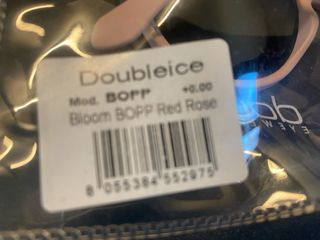 Doubleice
Mod. BOPP +0.00
Bloom BOPP Red Rose
8 055384 552975